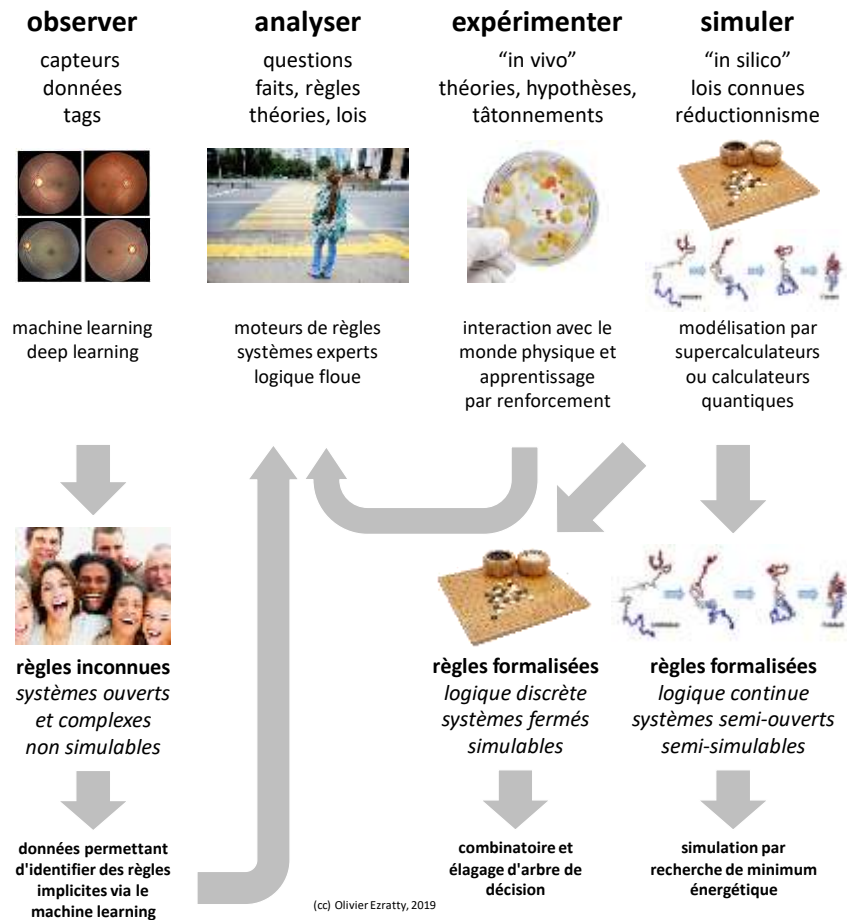 observer
capteurs
données
tags
machine learning
deep learning
analyser
questions
faits, règles
théories, lois
moteurs de règles
systèmes experts
logique floue
expérimenter
“in vivo”
théories, hypothèses,
tâtonnements
interaction avec le
monde physique et
apprentissage
par renforcement
simuler
“in silico”
lois connues
réductionnisme
modélisation par
supercalculateurs
ou calculateurs
quantiques
règles inconnues
systèmes ouverts
et complexes
non simulables
données permettant
d'identifier des règles
implicites via le
machine learning
règles formalisées
logique discrète
systèmes fermés
simulables
combinatoire et
élagage d'arbre de
décision
règles formalisées
logique continue
systèmes semi-ouverts
semi-simulables
simulation par
recherche de minimum
énergétique
(cc) Olivier Ezratty, 2019